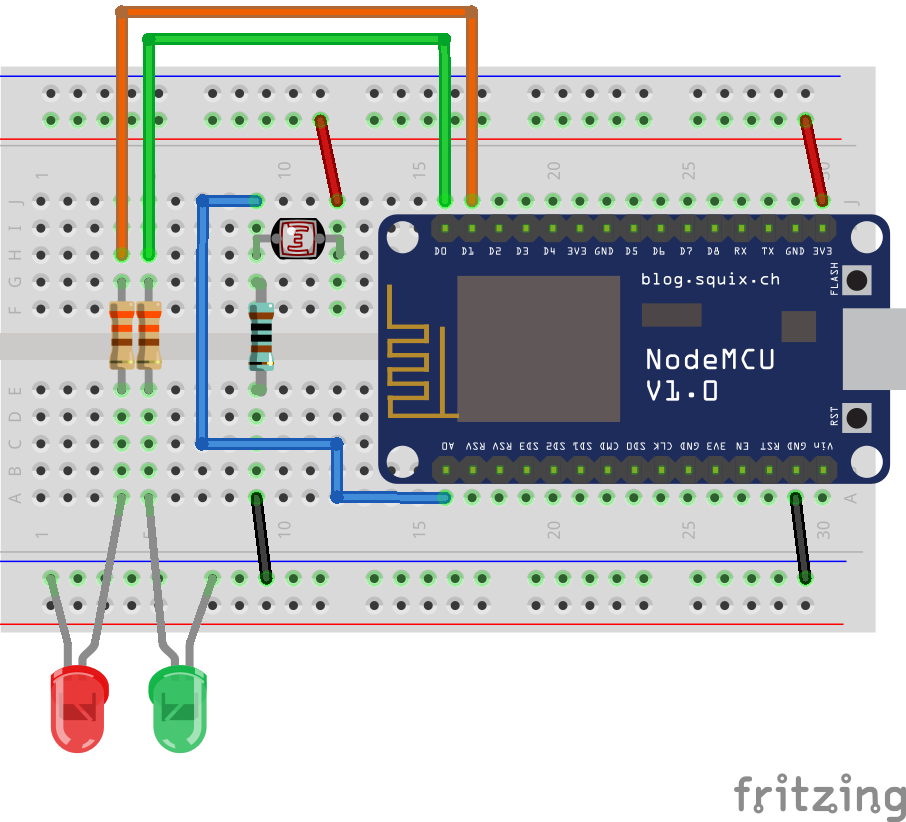 1 5 10 15 20 25 30
J J
I
H
G
F
D0 D1 D2 D3 D4 3V3 GND D5 D6 D7 D8 RX TX GND 3V3
FLASH
blog.squix.ch
NodeMCU
V1.0
RST
A0 RSV RSV SD3 SD2 SD1 CMD SD0 CLK GND 3V3 EN RST GND Vin
E
D
C
B
A A
1 5 10 15 20 25 30
fritzing